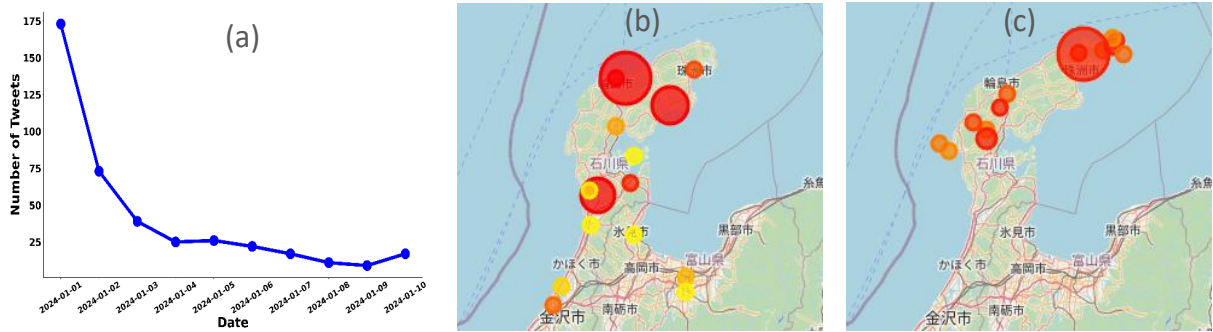 (a)
175
150
125
100
75
50
25
Number of Tweets
2024-01-01
2024-01-02
2024-01-03
2024-01-04
2024-01-05
2024-01-06
2024-01-07
2024-01-08
2024-01-09
2024-01-10
Date
(b)
珠洲市
石川県
氷見市
糸魚
黒部市
かほく市
高岡市
富山県
南砺市
金沢市
(c)
珠洲市
輪島市
石川県
糸魚
氷見市
黒部市
かほく市
高岡市
富山県
南砺市
金沢市